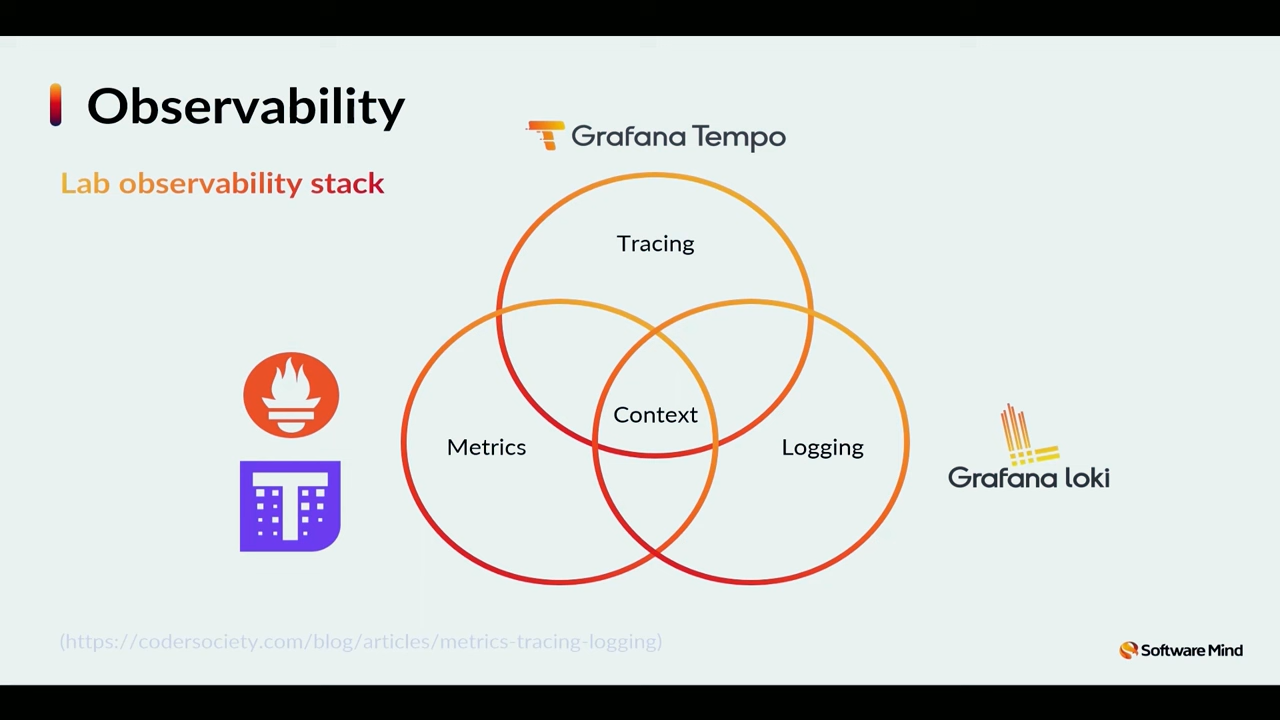 Observability
Lab observability stack
Grafana Tempo
Tracing
Context
Metrics
Logging
T
Grafana loki
(https://codersociety.com/blog/articles/metrics-tracing-logging)
Software Mind